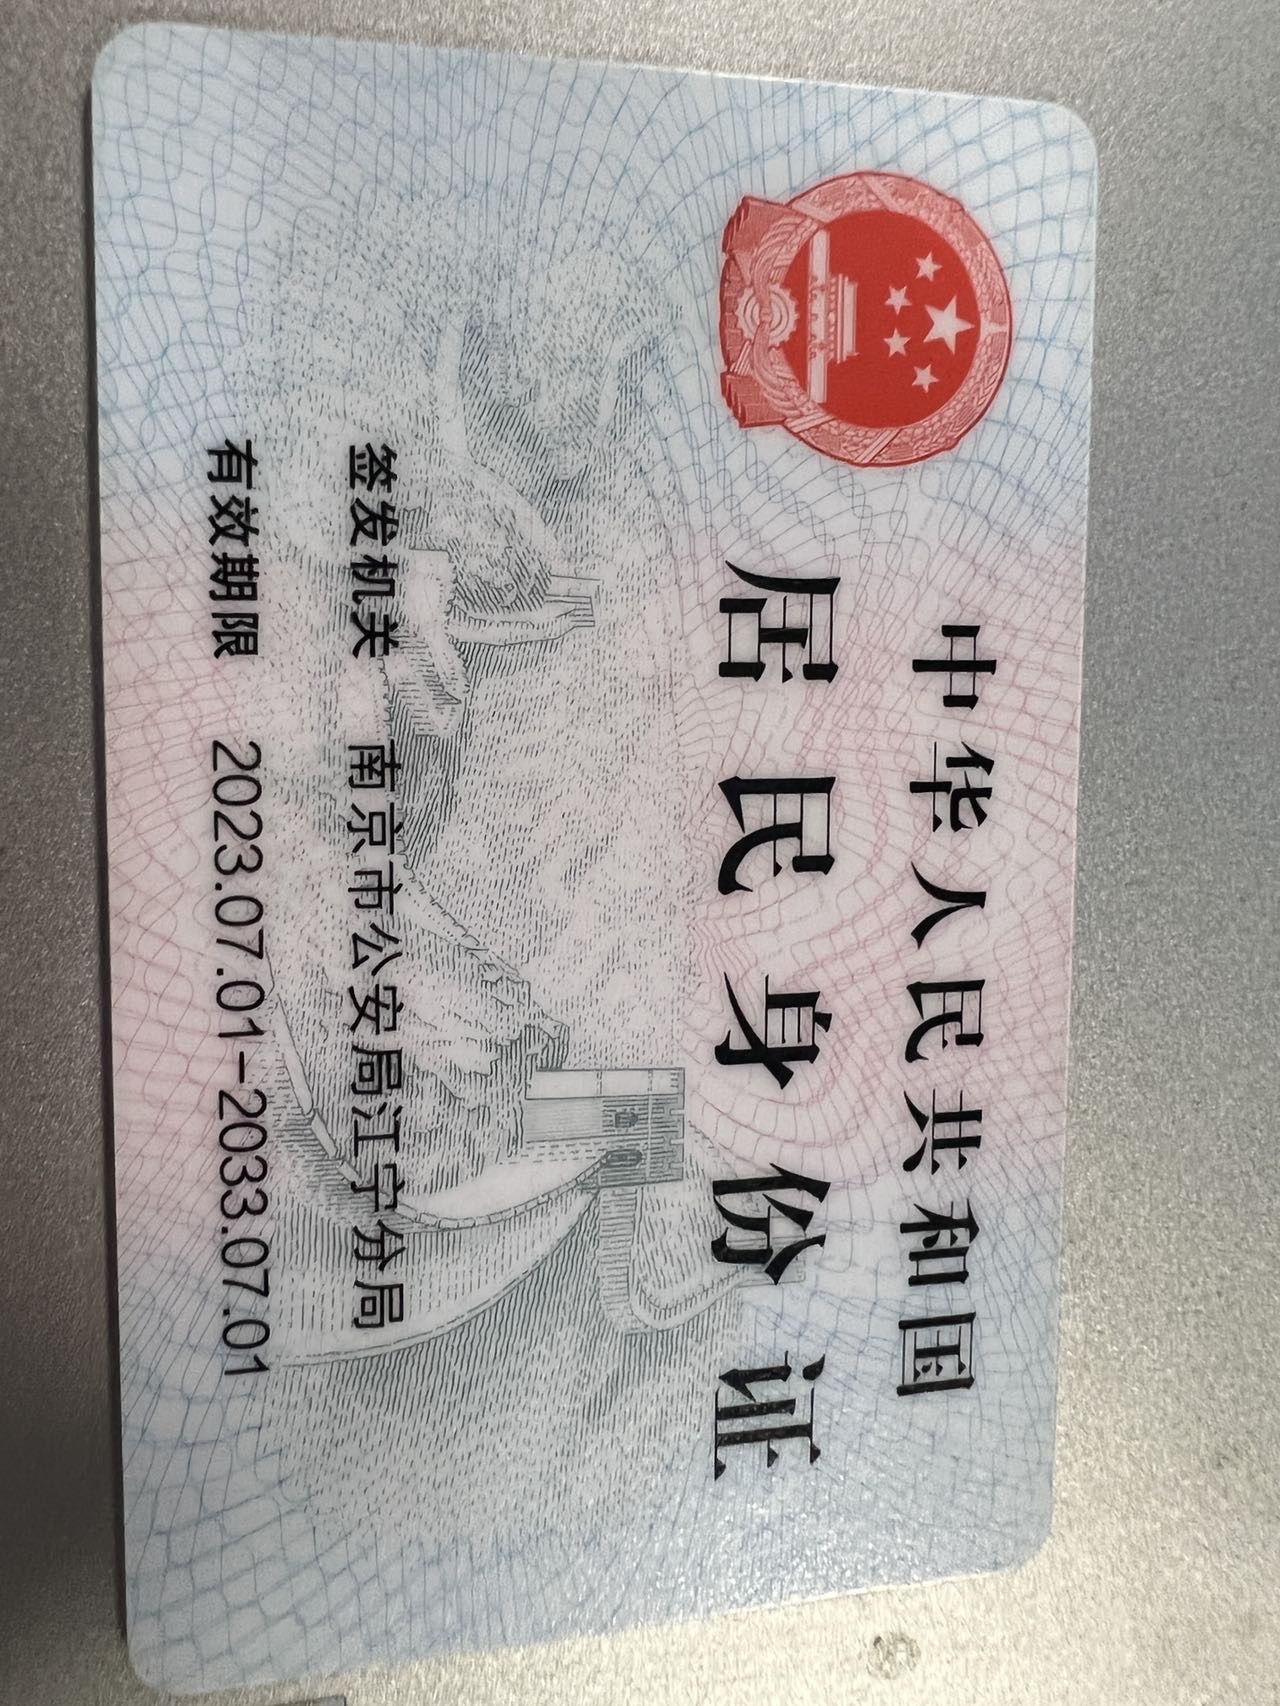 中华人民共和国
居民身份证
签发机关 南京市公安局江宁分局
有效期限 2023.07.01-2033.07.01